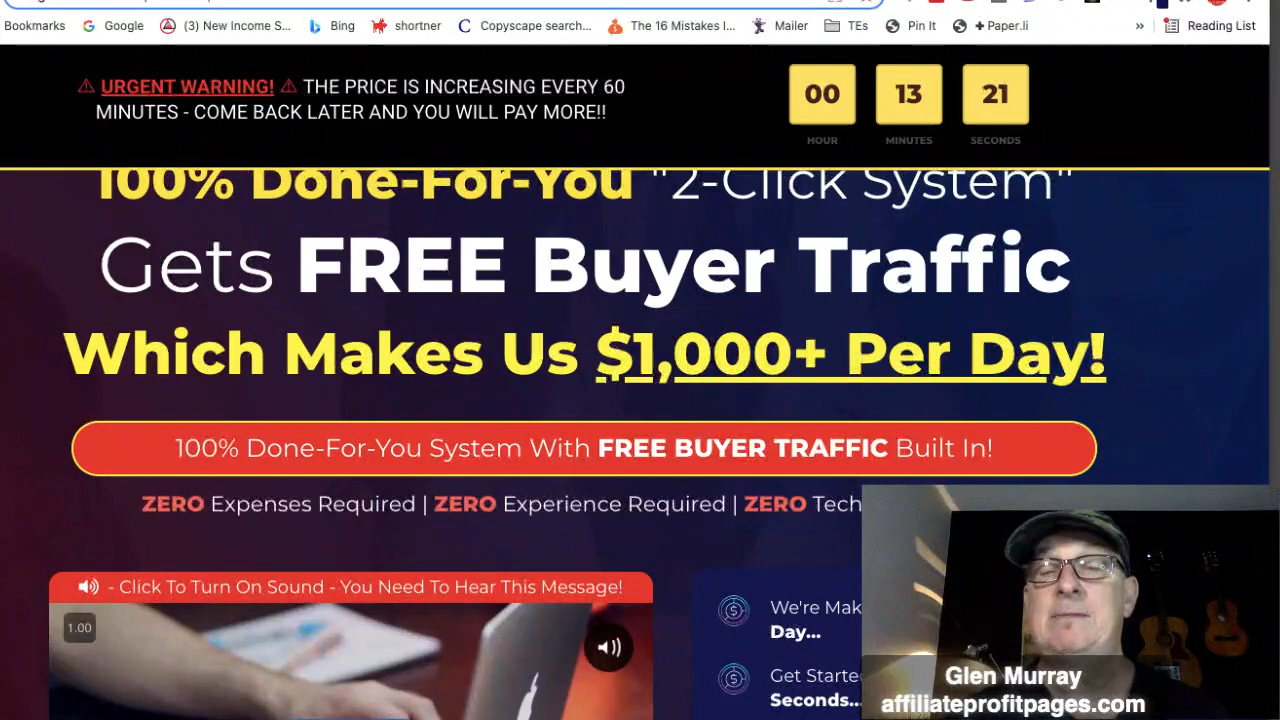 Bookmarks Google (3) New Income S... Bing shortner Copyscape search... The 16 Mistakes I... Mailer TEs Pin It + Paper.li » Reading List
⚠ URGENT WARNING! ⚠ THE PRICE IS INCREASING EVERY 60
MINUTES - COME BACK LATER AND YOU WILL PAY MORE!!
00 13 21
HOUR MINUTES SECONDS
100% Done-For-You "2-Click System"
Gets FREE Buyer Traffic
Which Makes Us $1,000+ Per Day!
100% Done-For-You System With FREE BUYER TRAFFIC Built In!
ZERO Expenses Required | ZERO Experience Required | ZERO Tech
- Click To Turn On Sound - You Need To Hear This Message!
1.00
We're Mak
Day...
Get Starte
Seconds...
Glen Murray
affiliateprofitpages.com